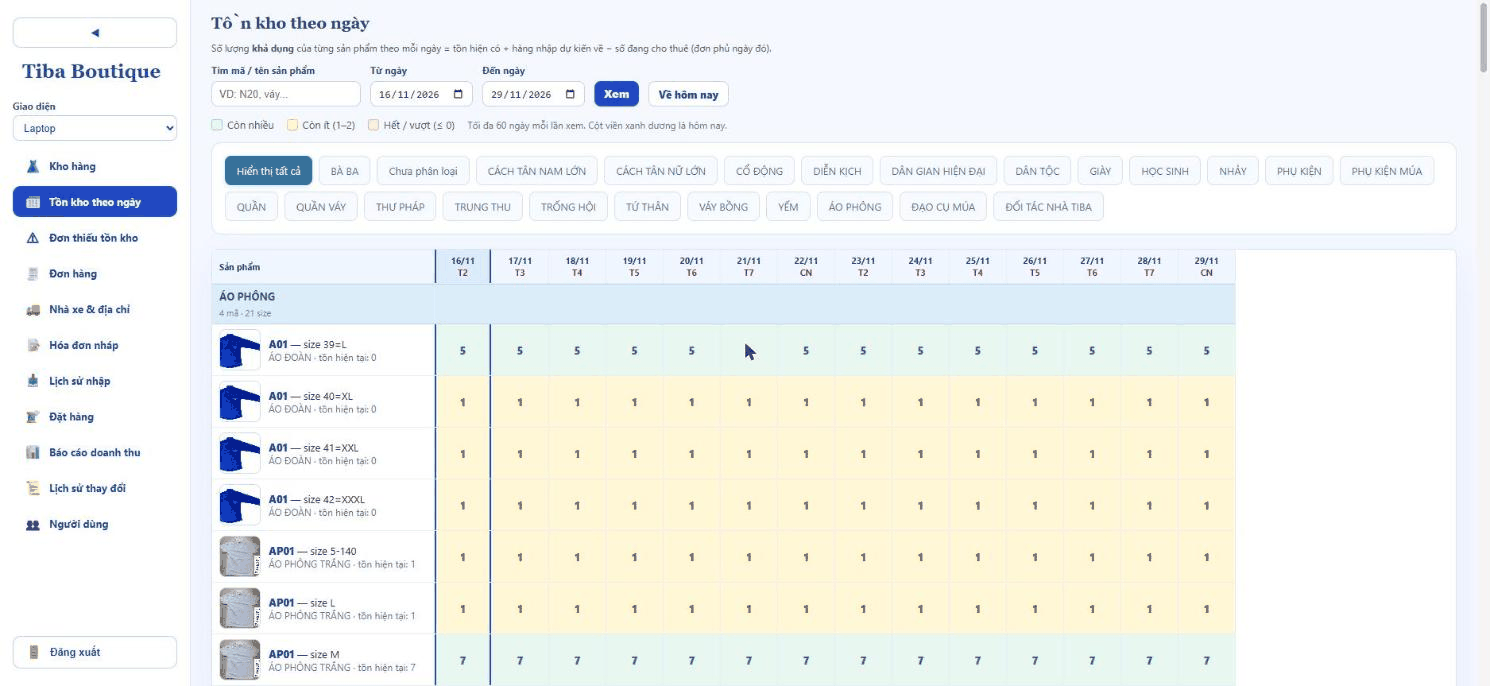 ◀
Tiba Boutique
Giao diện
Laptop
Kho hàng
Tồn kho theo ngày
Đơn thiếu tồn kho
Đơn hàng
Nhà xe & địa chỉ
Hóa đơn nháp
Lịch sử nhập
Đặt hàng
Báo cáo doanh thu
Lịch sử thay đổi
Người dùng
Đăng xuất
Tồn kho theo ngày
Số lượng khả dụng của từng sản phẩm theo mỗi ngày = tồn hiện có + hàng nhập dự kiến về − số đang cho thuê (đơn phủ ngày đó).
Tìm mã / tên sản phẩm Từ ngày Đến ngày
VD: N20, váy... 16/11/2026 29/11/2026 Xem Về hôm nay
Còn nhiều Còn ít (1–2) Hết / vượt (≤ 0) Tối đa 60 ngày mỗi lần xem. Cột viền xanh dương là hôm nay.
Hiển thị tất cả BÀ BA Chưa phân loại CÁCH TÂN NAM LỚN CÁCH TÂN NỮ LỚN CỔ ĐỘNG DIỄN KỊCH DÂN GIAN HIỆN ĐẠI DÂN TỘC GIÀY HỌC SINH NHẢY PHỤ KIỆN PHỤ KIỆN MÚA
QUẦN QUẦN VÁY THƯ PHÁP TRUNG THU TRỐNG HỘI TỨ THÂN VÁY BỒNG YẾM ÁO PHÔNG ĐẠO CỤ MÚA ĐỐI TÁC NHÀ TIBA
Sản phẩm 16/11 17/11 18/11 19/11 20/11 21/11 22/11 23/11 24/11 25/11 26/11 27/11 28/11 29/11
T2 T3 T4 T5 T6 T7 CN T2 T3 T4 T5 T6 T7 CN
ÁO PHÔNG
4 mã · 21 size
A01 — size 39=L
ÁO ĐOÀN · tồn hiện tại: 0
5 5 5 5 5 5 5 5 5 5 5 5 5
A01 — size 40=XL
ÁO ĐOÀN · tồn hiện tại: 0
1 1 1 1 1 1 1 1 1 1 1 1 1 1
A01 — size 41=XXL
ÁO ĐOÀN · tồn hiện tại: 0
1 1 1 1 1 1 1 1 1 1 1 1 1 1
A01 — size 42=XXXL
ÁO ĐOÀN · tồn hiện tại: 0
1 1 1 1 1 1 1 1 1 1 1 1 1 1
AP01 — size 5-140
ÁO PHÔNG TRẮNG · tồn hiện tại: 1
1 1 1 1 1 1 1 1 1 1 1 1 1 1
AP01 — size L
ÁO PHÔNG TRẮNG · tồn hiện tại: 1
1 1 1 1 1 1 1 1 1 1 1 1 1 1
AP01 — size M
ÁO PHÔNG TRẮNG · tồn hiện tại: 7
7 7 7 7 7 7 7 7 7 7 7 7 7 7